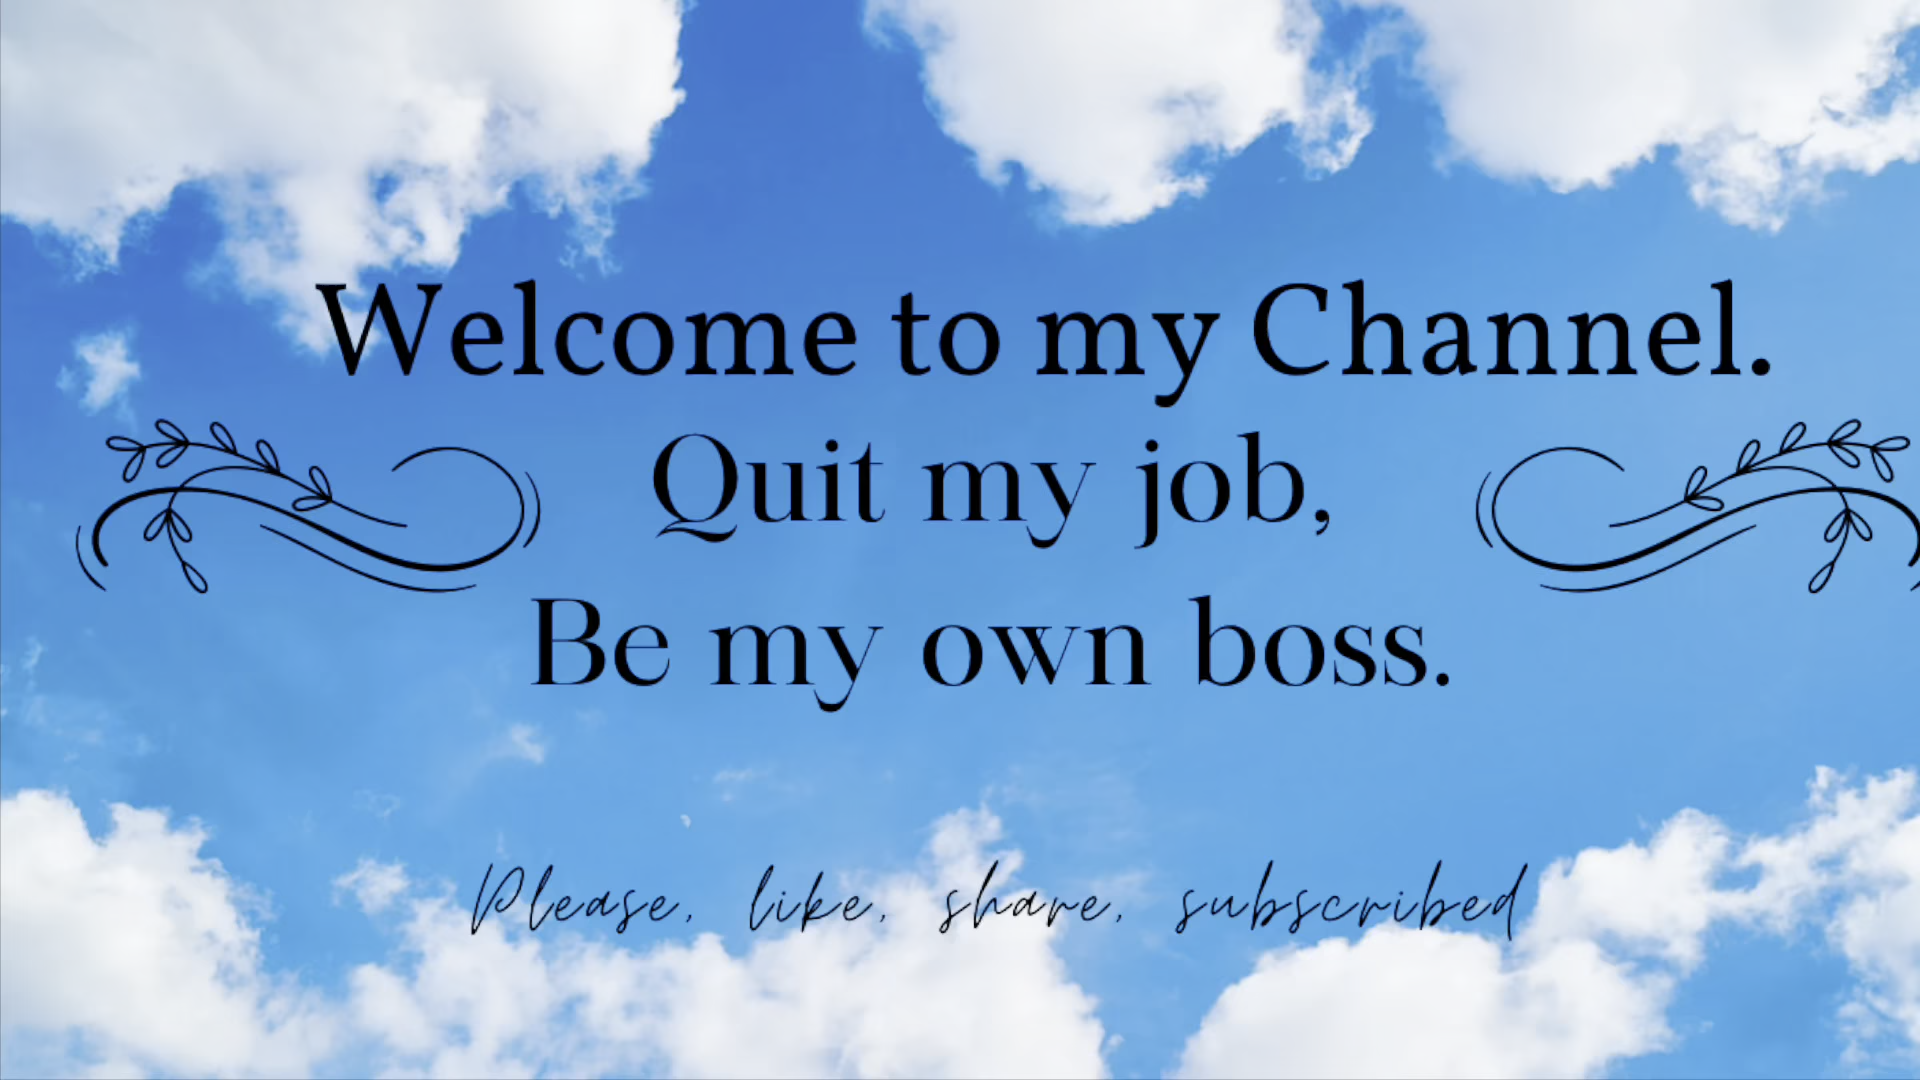 Welcome to my Channel.
Quit my job,
Be my own boss.
Please, like, share, subscribed